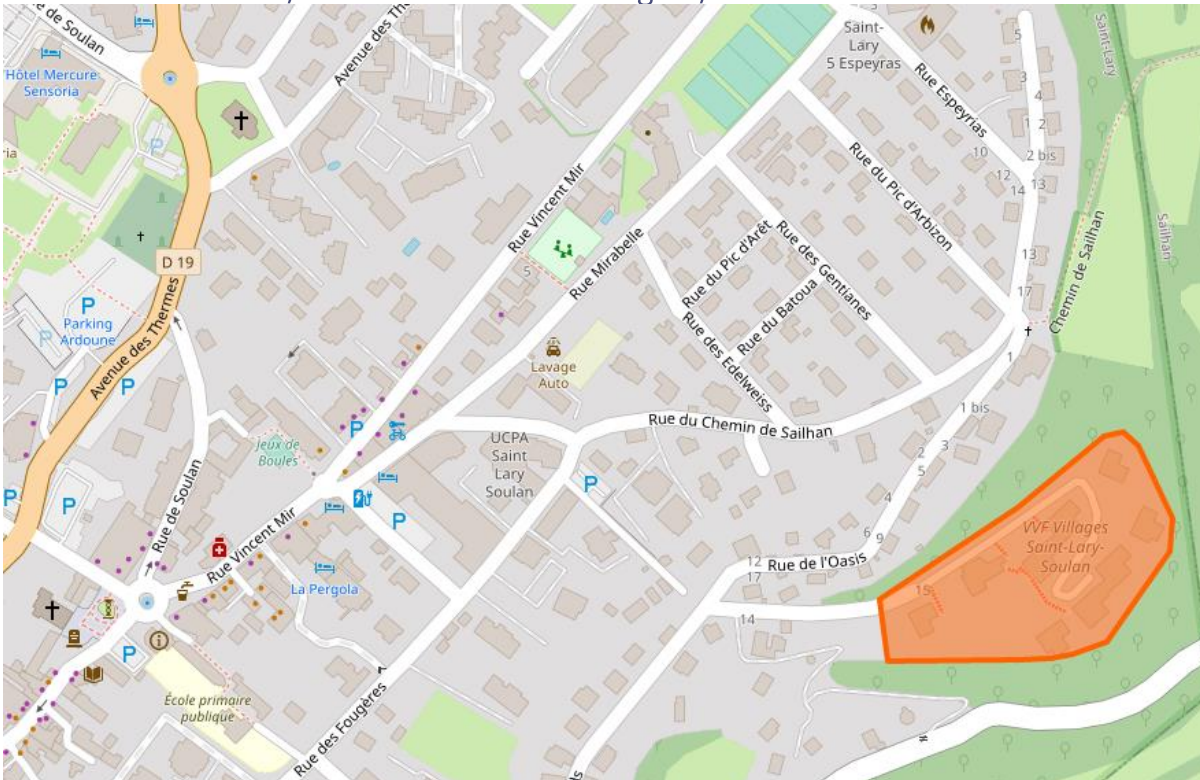 e de Soulan
Avenue des Th
Hôtel Mercure
Sensoria
ria
P
D 19
P
Parking
Ardoune
P
P
P
P
Avenue des Thermes
Rue de Soulan
Jeux de
Boules
Rue Vincent Mir
5
Rue Mirabelle
Lavage
Auto
P
UCPA
Saint
Lary
Soulan
P
P
Rue Vincent Mir
La Pergola
P
École primaire
publique
Rue des Fougères
Saint-
Lary
5 Espeyras
Rue Espeyrias
5
3
4
1 2
2 bis
10
12
14
13
Rue du Pic d'Arbizon
13
17
Rue du Pic d'Arêt
Rue des Gentianes
Rue du Batoua
Rue des Edelweiss
Rue du Chemin de Sailhan
1
1 bis
2
3
5
4
6
9
12
17
Rue de l'Oasis
14
15
VVF Villages
Saint-Lary-
Soulan
Saint-Lary
Sailhan
Chemin de Sailhan